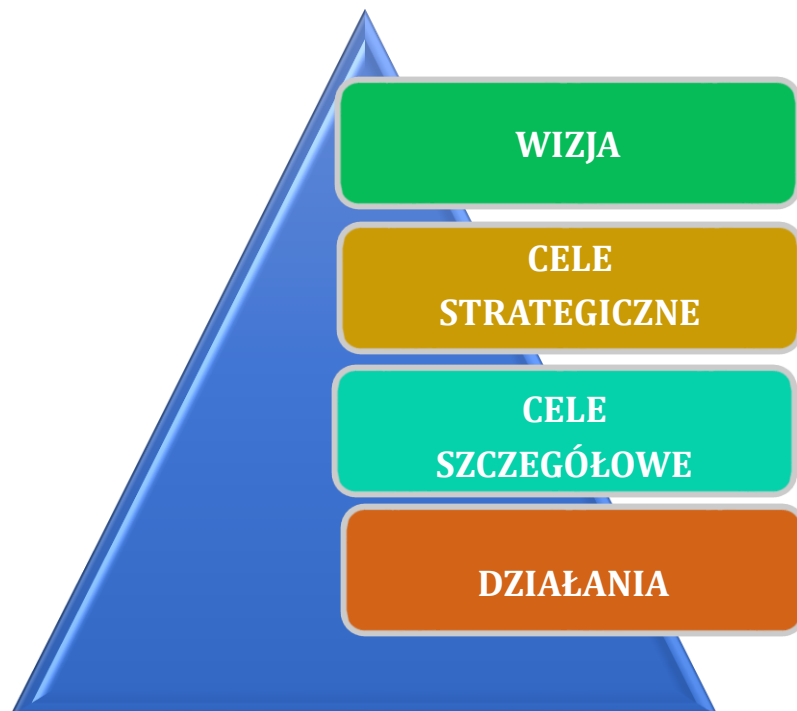 WIZJA
CELE
STRATEGICZNE
CELE
SZCZEGÓŁOWE
DZIAŁANIA